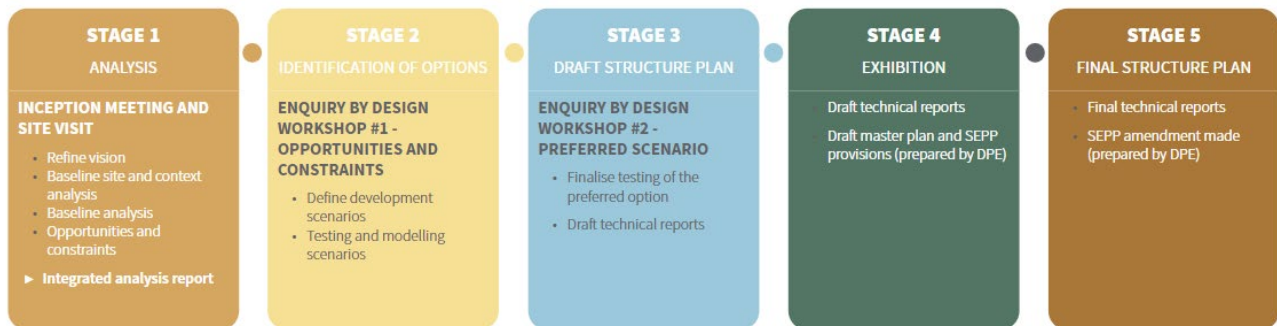 STAGE 1
ANALYSIS
INCEPTION MEETING AND
SITE VISIT
• Refine vision
• Baseline site and context
analysis
• Baseline analysis
• Opportunities and
constraints
► Integrated analysis report
STAGE 2
IDENTIFICATION OF OPTIONS
ENQUIRY BY DESIGN
WORKSHOP #1 -
OPPORTUNITIES AND
CONSTRAINTS
• Define development
scenarios
• Testing and modelling
scenarios
STAGE 3
DRAFT STRUCTURE PLAN
ENQUIRY BY DESIGN
WORKSHOP #2 -
PREFERRED SCENARIO
• Finalise testing of the
preferred option
• Draft technical reports
STAGE 4
EXHIBITION
• Draft technical reports
• Draft master plan and SEPP
provisions (prepared by DPE)
STAGE 5
FINAL STRUCTURE PLAN
• Final technical reports
• SEPP amendment made
(prepared by DPE)